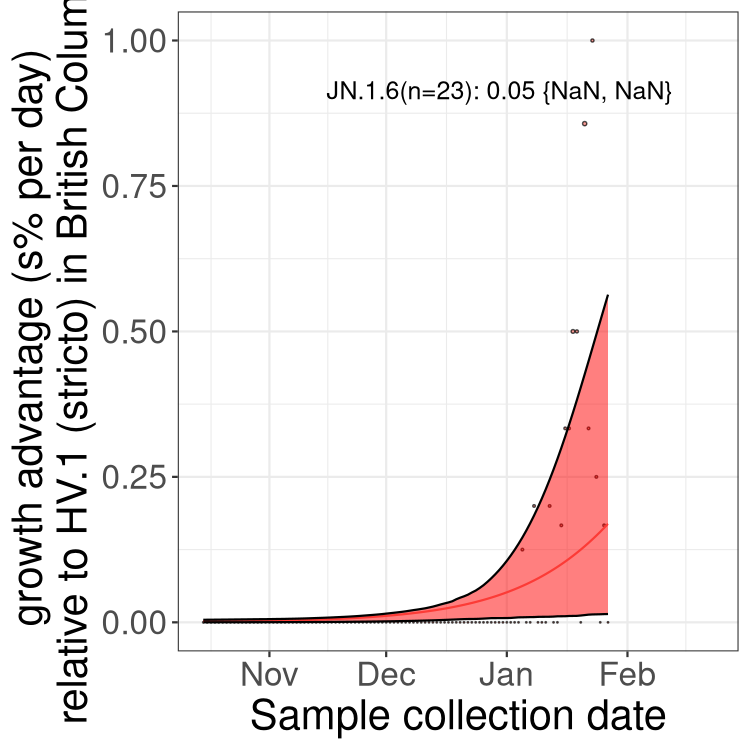 growth advantage (s% per day)
relative to HV.1 (stricto) in British Colum
1.00
0.75
0.50
0.25
0.00
JN.1.6(n=23): 0.05 {NaN, NaN}
Nov Dec Jan Feb
Sample collection date